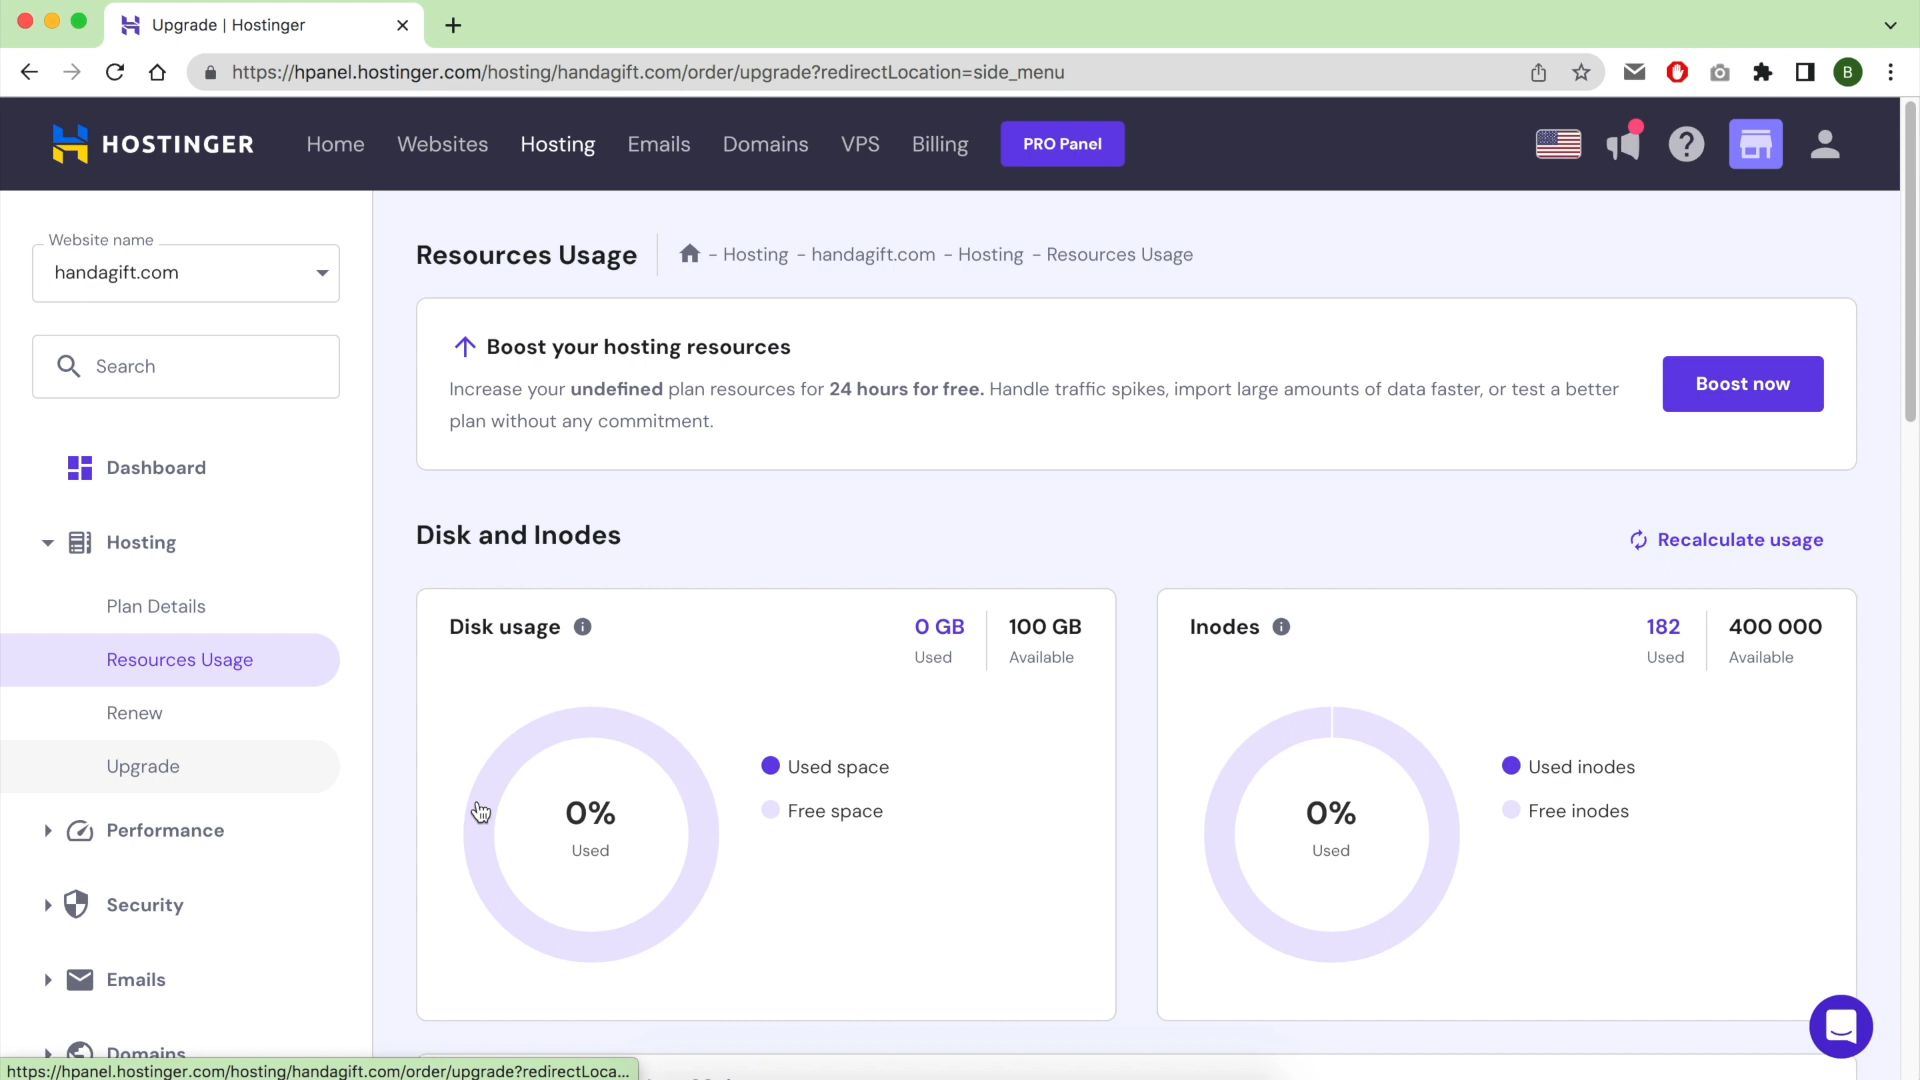 Upgrade | Hostinger
https://hpanel.hostinger.com/hosting/handagift.com/order/upgrade?redirectLocation=side_menu
B
HOSTINGER
Home
Websites
Hosting
Emails
Domains
VPS
Billing
PRO Panel
Website name
handagift.com
Search
Dashboard
Hosting
Plan Details
Resources Usage
Renew
Upgrade
Performance
Security
Emails
Domains
Resources Usage
- Hosting - handagift.com - Hosting - Resources Usage
Boost your hosting resources
Increase your undefined plan resources for 24 hours for free. Handle traffic spikes, import large amounts of data faster, or test a better
plan without any commitment.
Boost now
Disk and Inodes
Recalculate usage
Disk usage
0 GB
Used
100 GB
Available
0%
Used
Used space
Free space
Inodes
182
Used
400 000
Available
0%
Used
Used inodes
Free inodes
https://hpanel.hostinger.com/hosting/handagift.com/order/upgrade?redirectLoca...